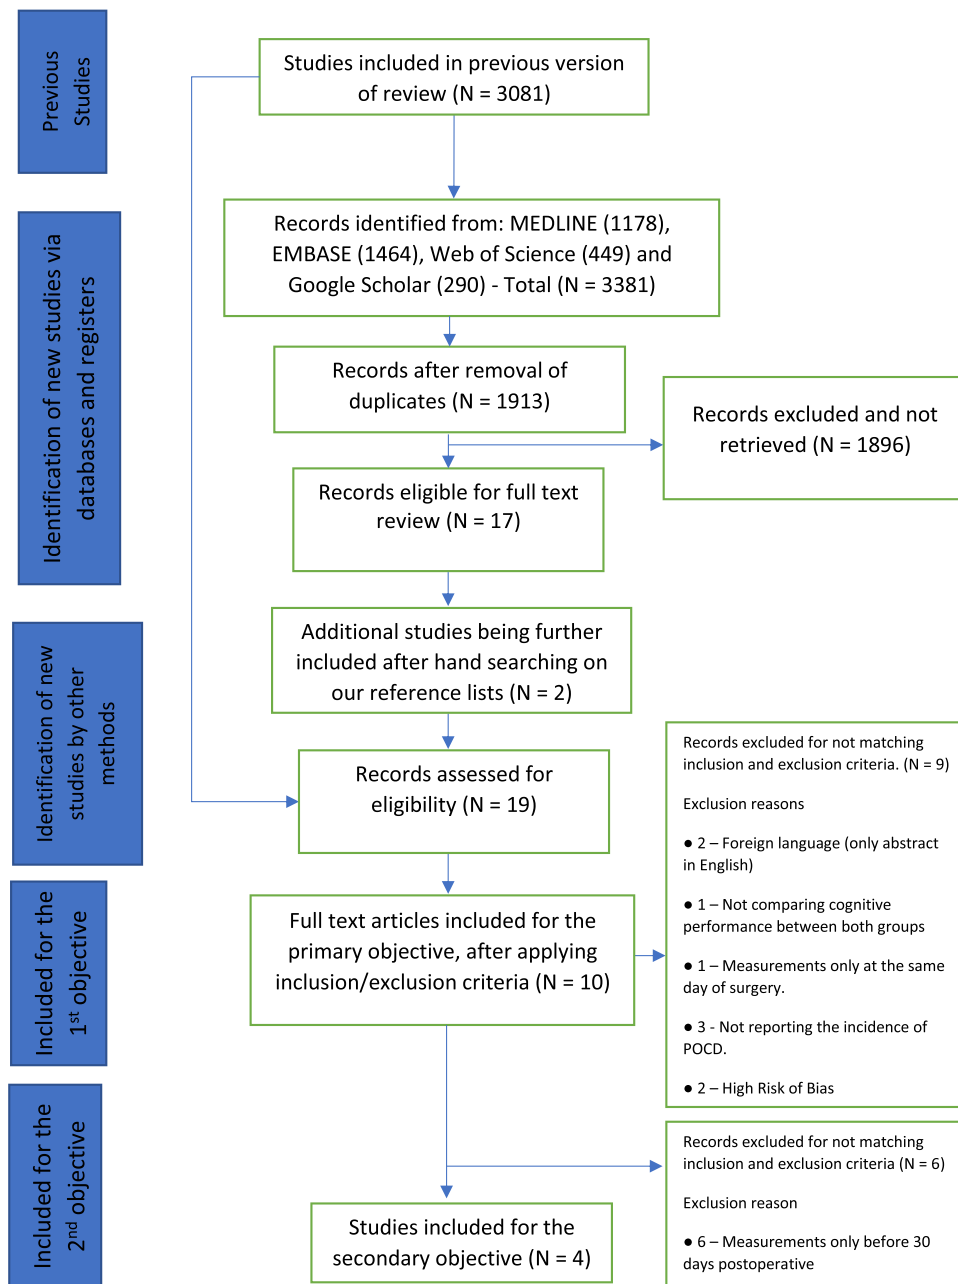 Previous
Studies
Studies included in previous version
of review (N = 3081)
Identification of new studies via
databases and registers
Records identified from: MEDLINE (1178),
EMBASE (1464), Web of Science (449) and
Google Scholar (290) - Total (N = 3381)
Records after removal of
duplicates (N = 1913)
Records excluded and not
retrieved (N = 1896)
Records eligible for full text
review (N = 17)
Identification of new
studies by other
methods
Additional studies being further
included after hand searching on
our reference lists (N = 2)
Records assessed for
eligibility (N = 19)
Records excluded for not matching
inclusion and exclusion criteria. (N = 9)
Exclusion reasons
● 2 – Foreign language (only abstract
in English)
● 1 – Not comparing cognitive
performance between both groups
● 1 – Measurements only at the same
day of surgery.
● 3 - Not reporting the incidence of
POCD.
● 2 – High Risk of Bias
Included for the
1st objective
Full text articles included for the
primary objective, after applying
inclusion/exclusion criteria (N = 10)
Included for the
2nd objective
Records excluded for not matching
inclusion and exclusion criteria (N = 6)
Exclusion reason
● 6 – Measurements only before 30
days postoperative
Studies included for the
secondary objective (N = 4)